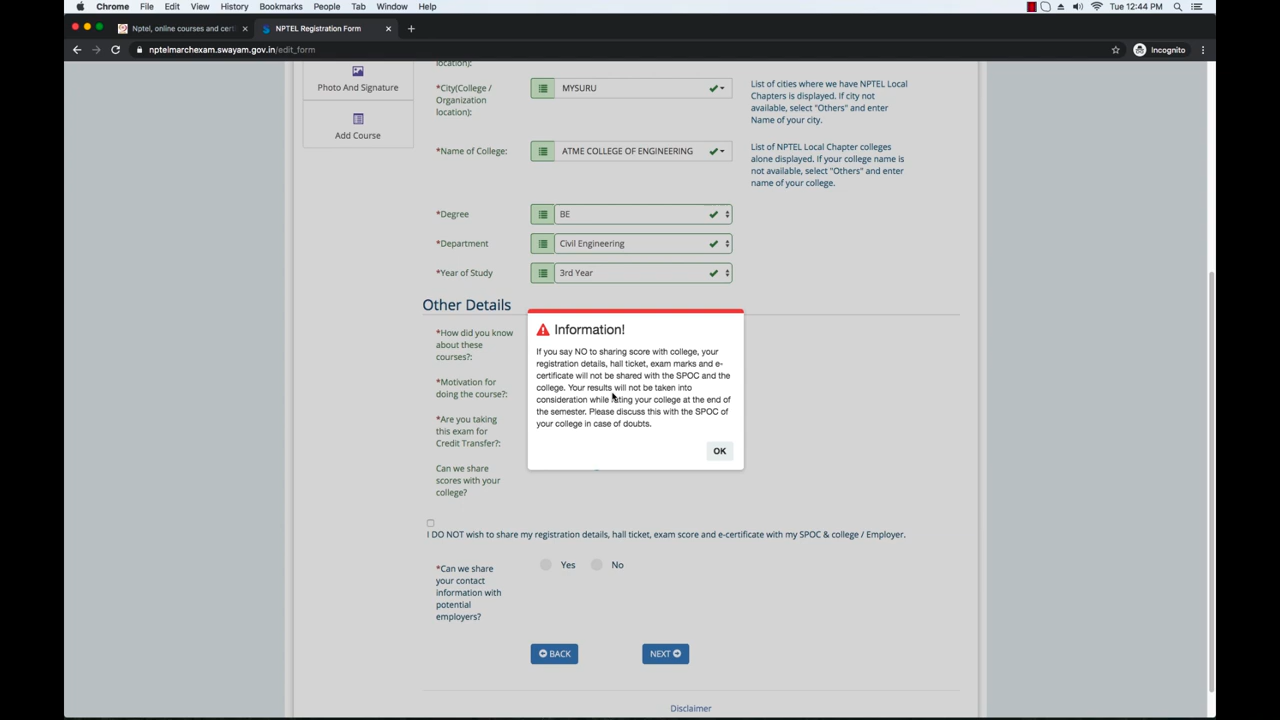 Chrome File Edit View History Bookmarks People Tab Window Help Tue 12:44 PM
Nptel, online courses and cert NPTEL Registration Form
nptelmarchexam.swayam.gov.in/edit_form Incognito
location):
Photo And Signature
Add Course
*City(College /
Organization
location):
MYSURU
List of cities where we have NPTEL Local
Chapters is displayed. If city not
available, select "Others" and enter
Name of your city.
*Name of College:
ATME COLLEGE OF ENGINEERING
List of NPTEL Local Chapter colleges
alone displayed. If your college name is
not available, select "Others" and enter
name of your college.
*Degree BE
*Department Civil Engineering
*Year of Study 3rd Year
Other Details
*How did you know
about these
courses?:
*Motivation for
doing the course?:
*Are you taking
this exam for
Credit Transfer?:
Can we share
scores with your
college?
Information!
If you say NO to sharing score with college, your
registration details, hall ticket, exam marks and e-
certificate will not be shared with the SPOC and the
college. Your results will not be taken into
consideration while rating your college at the end of
the semester. Please discuss this with the SPOC of
your college in case of doubts.
OK
I DO NOT wish to share my registration details, hall ticket, exam score and e-certificate with my SPOC & college / Employer.
*Can we share
your contact
information with
potential
employers?
Yes No
BACK NEXT
Disclaimer